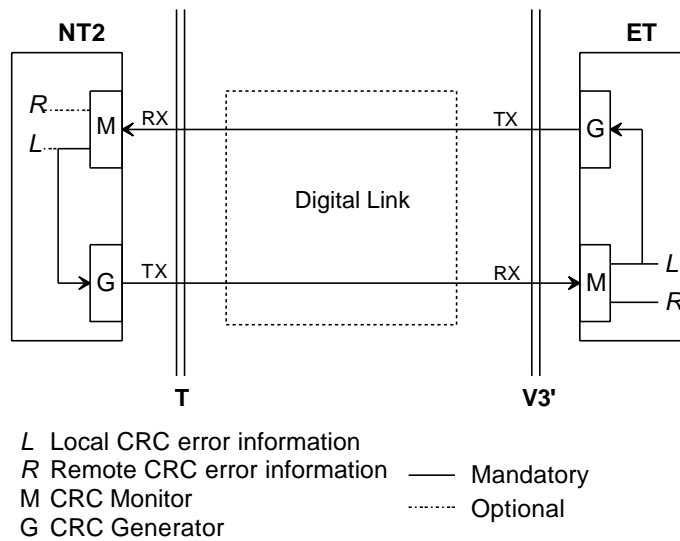 NT2
ET
R
M
RX
TX
G
L
Digital Link
G
TX
RX
M
L
R
T
V3'
L Local CRC error information
R Remote CRC error information
M CRC Monitor
G CRC Generator
Mandatory
Optional